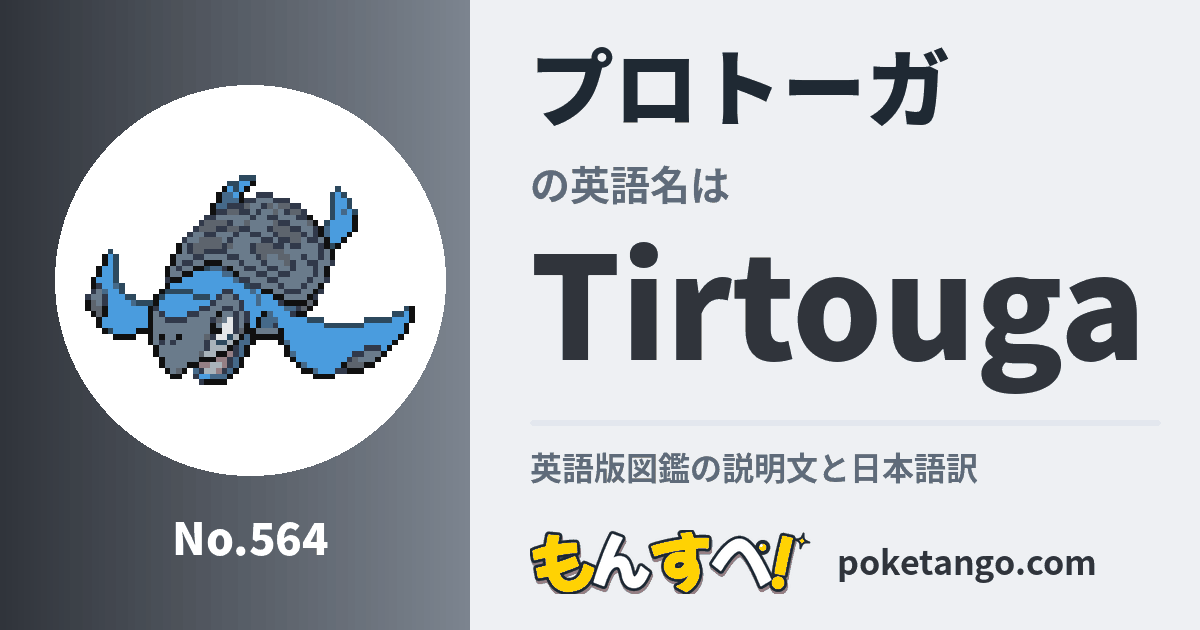 プロトーガ
の英語名は
Tirtouga
英語版図鑑の説明文と日本語訳
No.564
もんすぺ! poketango.com